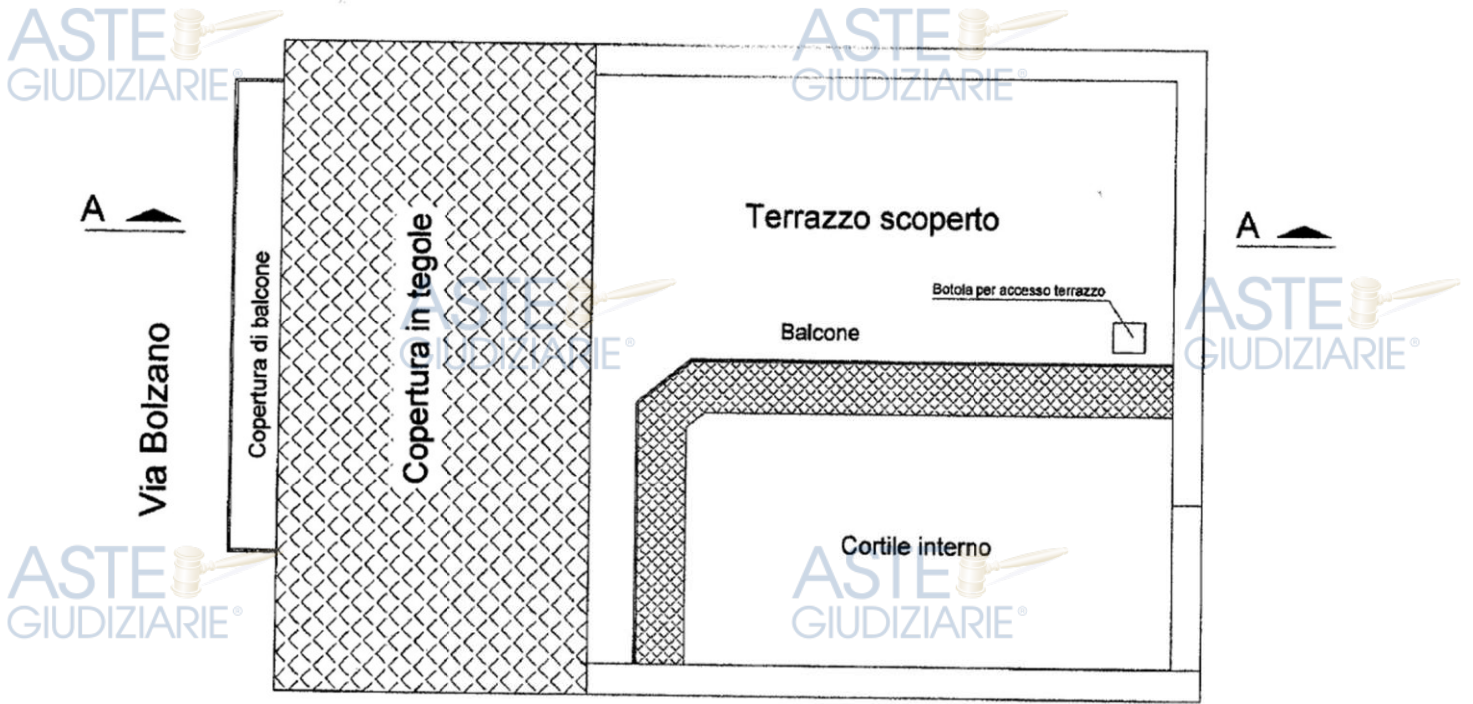 ASTE
GIUDIZIARIE®
ASTE
GIUDIZIARIE®
A
Terrazzo scoperto
A
Copertura in tegole
Copertura di balcone
Via Bolzano
Botola per accesso terrazzo
Balcone
ASTE
GIUDIZIARIE®
ASTE
GIUDIZIARIE®
Cortile interno
ASTE
GIUDIZIARIE®
ASTE
GIUDIZIARIE®